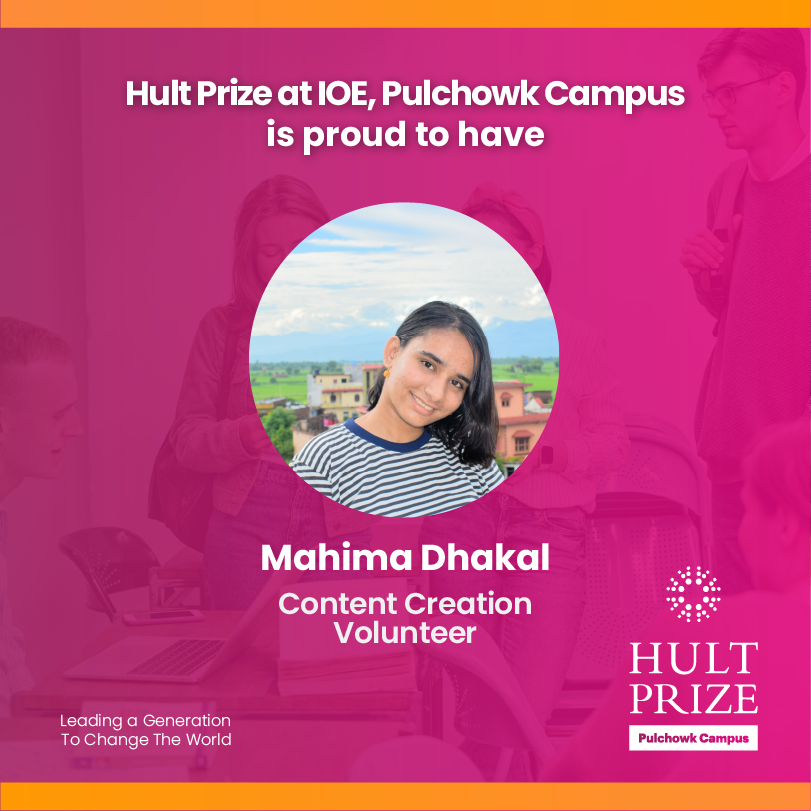 Hult Prize at IOE, Pulchowk Campus
is proud to have
Mahima Dhakal
Content Creation
Volunteer
Leading a Generation
To Change The World
HULT
PRIZE
Pulchowk Campus